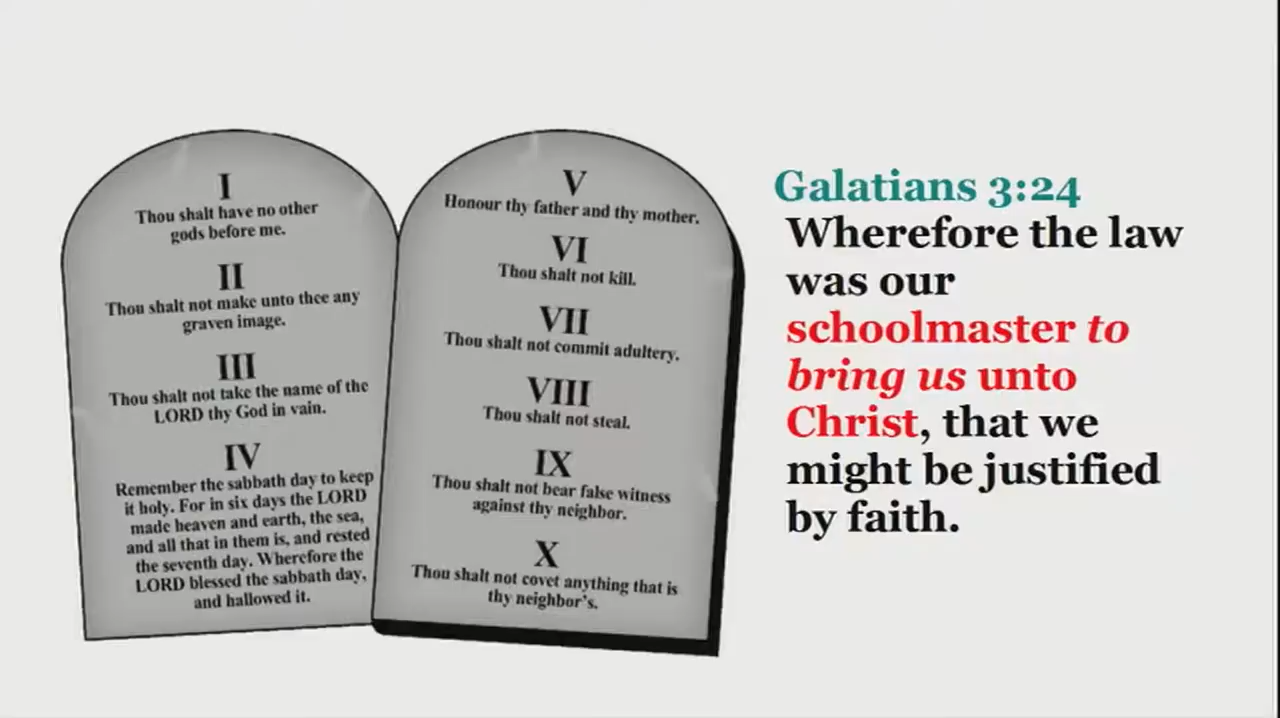 I
Thou shalt have no other
gods before me.
II
Thou shalt not make unto thee any
graven image.
III
Thou shalt not take the name of the
LORD thy God in vain.
IV
Remember the sabbath day to keep
it holy. For in six days the LORD
made heaven and earth, the sea,
and all that in them is, and rested
the seventh day. Wherefore the
LORD blessed the sabbath day,
and hallowed it.
V
Honour thy father and thy mother.
VI
Thou shalt not kill.
VII
Thou shalt not commit adultery.
VIII
Thou shalt not steal.
IX
Thou shalt not bear false witness
against thy neighbor.
X
Thou shalt not covet anything that is
thy neighbor's.
Galatians 3:24
Wherefore the law
was our
schoolmaster to
bring us unto
Christ, that we
might be justified
by faith.